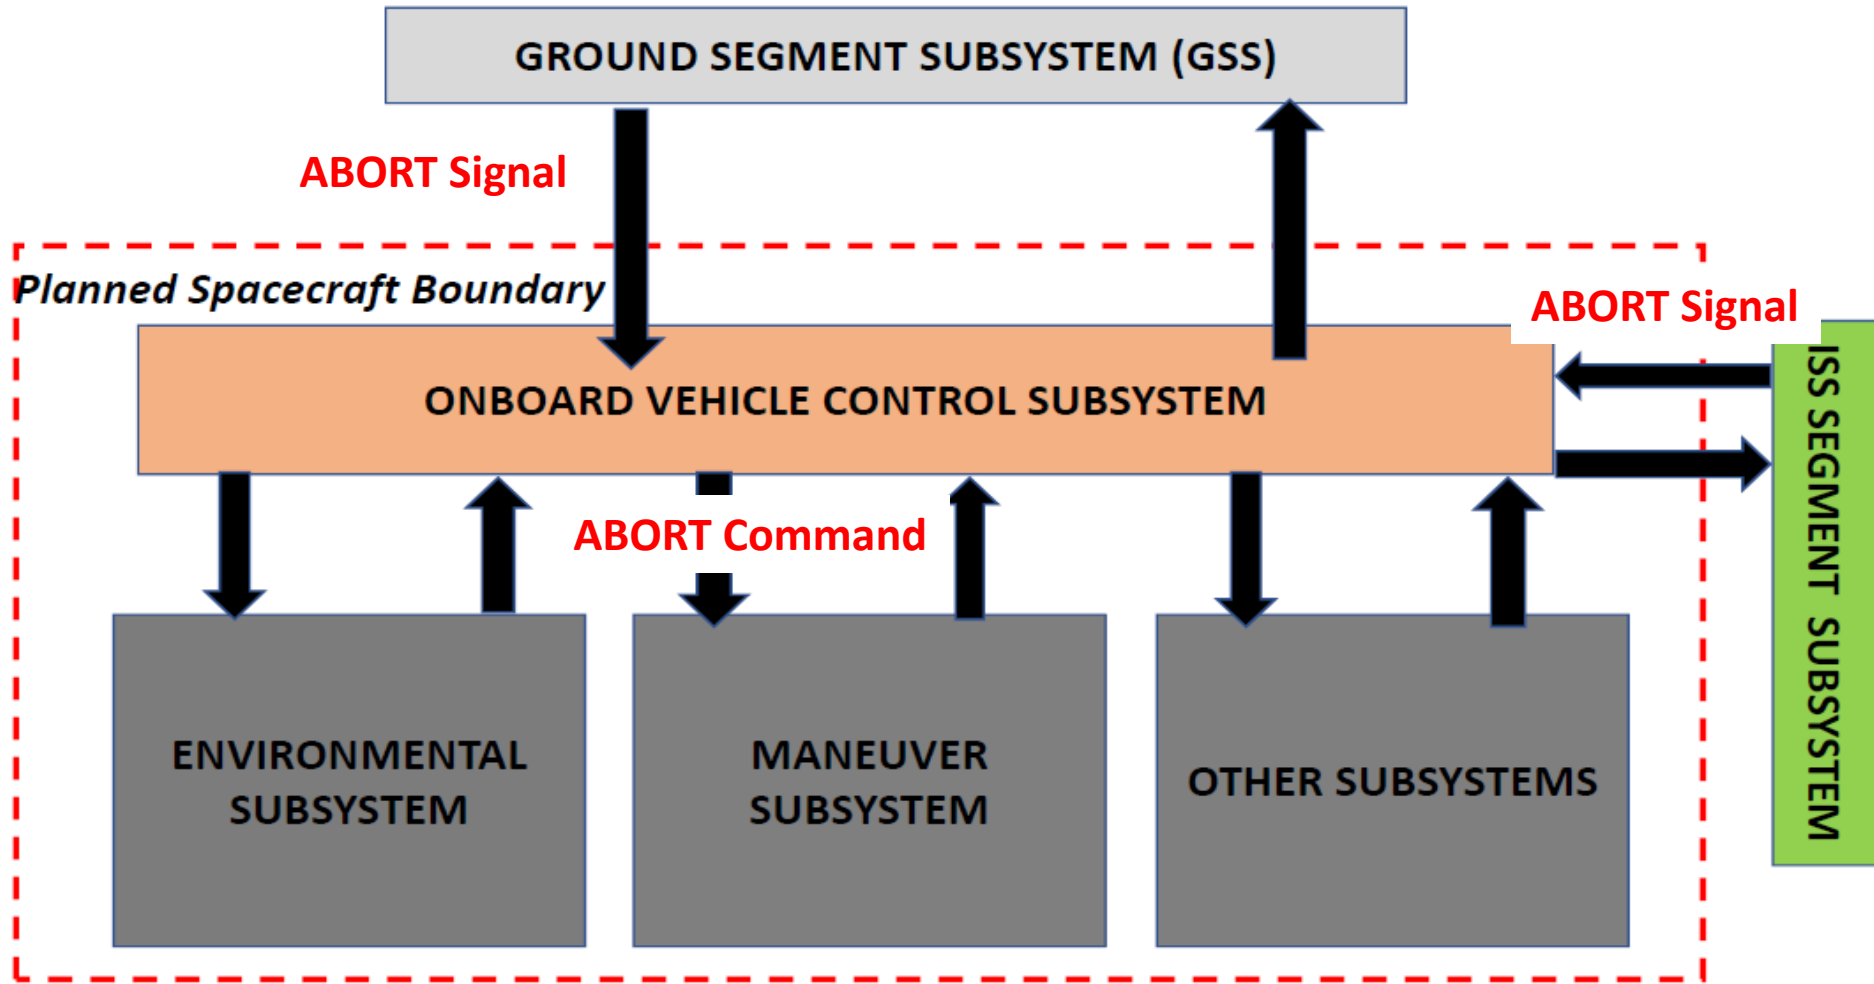 GROUND SEGMENT SUBSYSTEM (GSS)
ABORT Signal
Planned Spacecraft Boundary
ABORT Signal
ONBOARD VEHICLE CONTROL SUBSYSTEM
ISS SEGMENT SUBSYSTEM
ABORT Command
ENVIRONMENTAL
SUBSYSTEM
MANEUVER
SUBSYSTEM
OTHER SUBSYSTEMS